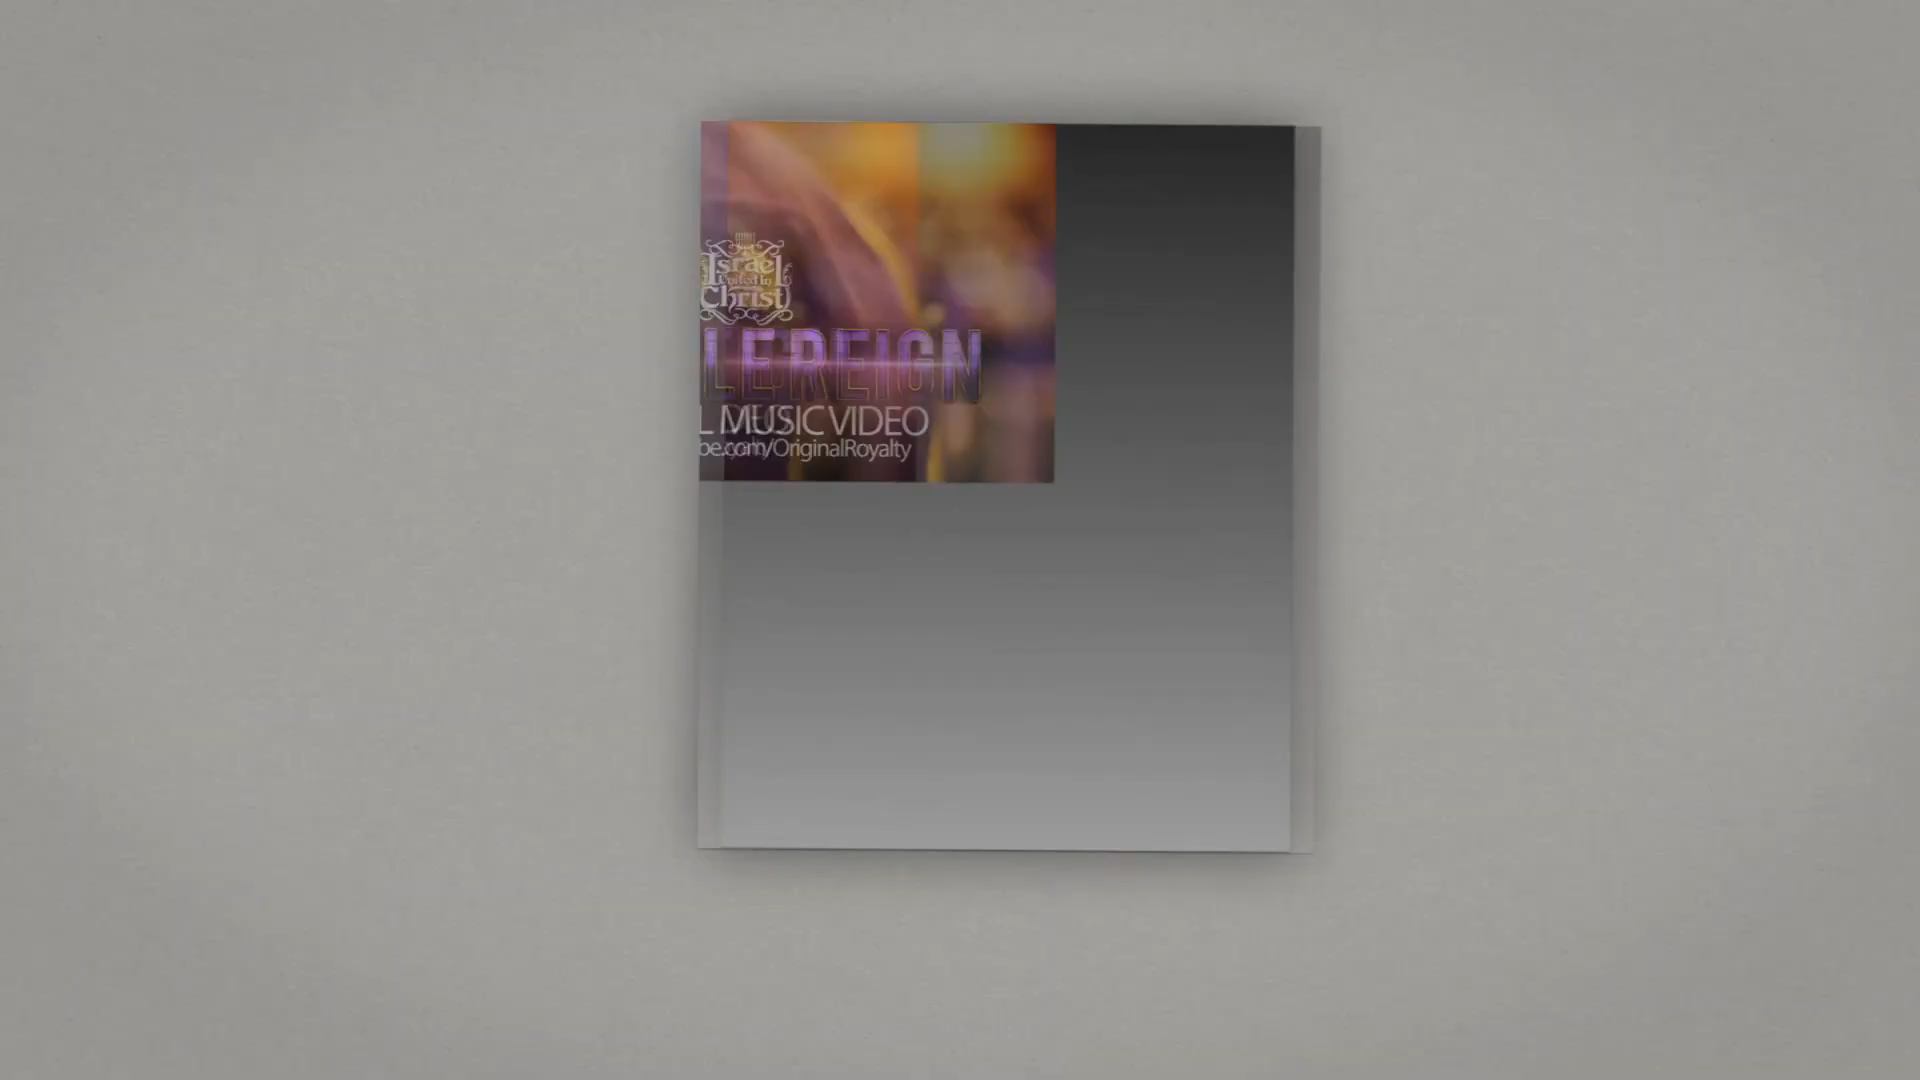 Israel
United in
Christ
LEREIGN
L MUSIC VIDEO
be.com/OriginalRoyalty